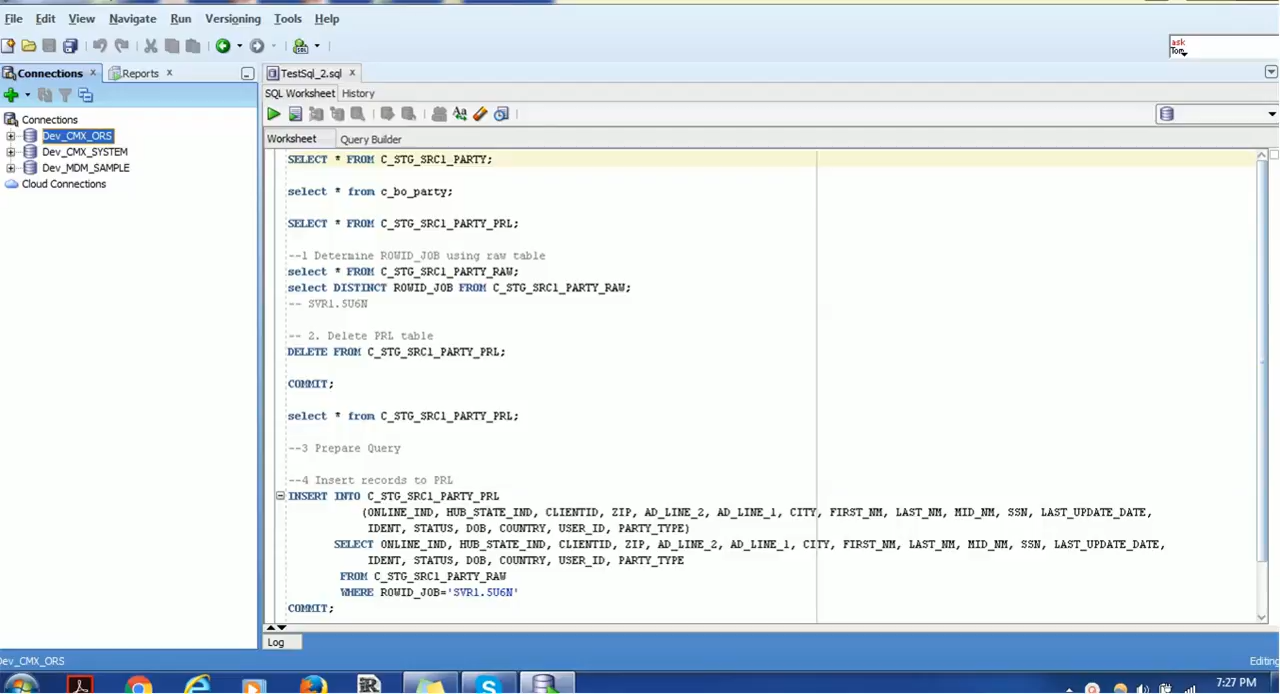 File Edit View Navigate Run Versioning Tools Help
ask
Tom
Connections Reports TestSql_2.sql
SQL Worksheet History
Worksheet Query Builder
Connections
Dev_CMX_ORS
Dev_CMX_SYSTEM
Dev_MDM_SAMPLE
Cloud Connections
SELECT * FROM C_STG_SRC1_PARTY;
select * from c_bo_party;
SELECT * FROM C_STG_SRC1_PARTY_PRL;
--1 Determine ROWID_JOB using raw table
select * FROM C_STG_SRC1_PARTY_RAW;
select DISTINCT ROWID_JOB FROM C_STG_SRC1_PARTY_RAW;
-- SVR1.5U6N
-- 2. Delete PRL table
DELETE FROM C_STG_SRC1_PARTY_PRL;
COMMIT;
select * from C_STG_SRC1_PARTY_PRL;
--3 Prepare Query
--4 Insert records to PRL
INSERT INTO C_STG_SRC1_PARTY_PRL
(ONLINE_IND, HUB_STATE_IND, CLIENTID, ZIP, AD_LINE_2, AD_LINE_1, CITY, FIRST_NM, LAST_NM, MID_NM, SSN, LAST_UPDATE_DATE,
IDENT, STATUS, DOB, COUNTRY, USER_ID, PARTY_TYPE)
SELECT ONLINE_IND, HUB_STATE_IND, CLIENTID, ZIP, AD_LINE_2, AD_LINE_1, CITY, FIRST_NM, LAST_NM, MID_NM, SSN, LAST_UPDATE_DATE,
IDENT, STATUS, DOB, COUNTRY, USER_ID, PARTY_TYPE
FROM C_STG_SRC1_PARTY_RAW
WHERE ROWID_JOB='SVR1.5U6N'
COMMIT;
Log
Dev_CMX_ORS
Editing
7:27 PM